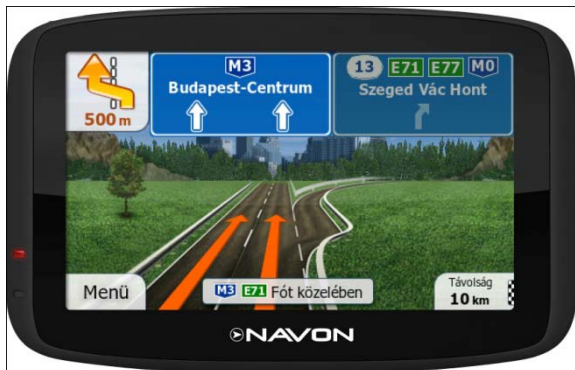 M3
Budapest-Centrum
13 E71 E77 M0
Szeged Vác Hont
500 m
Menü
M3 E71 Fót közelében
Távolság
10 km
NAVON